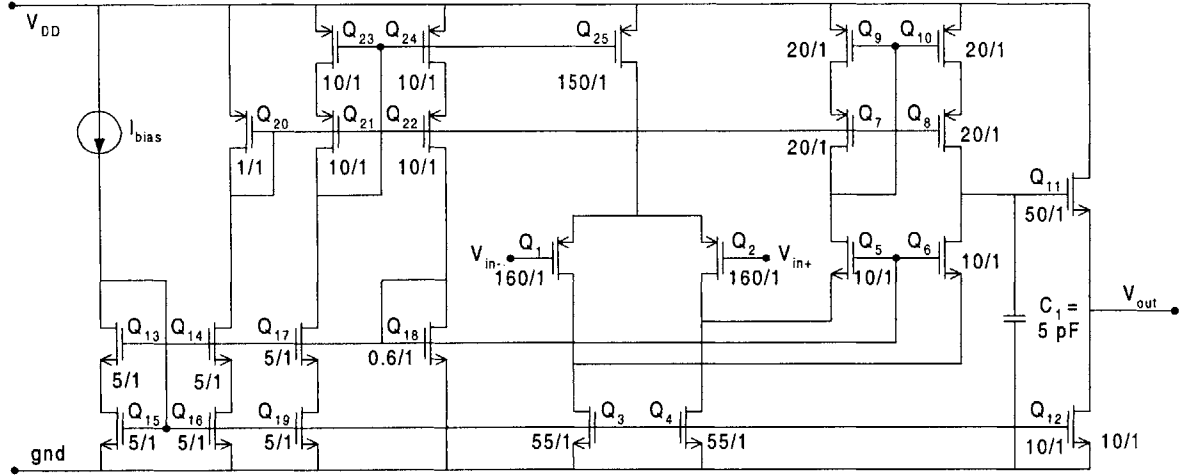 V_DD
Q_23
Q_24
Q_25
Q_9
Q_10
10/1
10/1
150/1
20/1
20/1
I_bias
Q_20
Q_21
Q_22
Q_7
Q_8
1/1
10/1
10/1
20/1
20/1
Q_11
50/1
Q_1
Q_2
Q_5
Q_6
V_in-
V_in+
160/1
160/1
10/1
10/1
C_1 =
5 pF
V_out
Q_13
Q_14
Q_17
Q_18
5/1
5/1
5/1
0.6/1
Q_15
Q_16
Q_19
Q_3
Q_4
Q_12
5/1
5/1
5/1
55/1
55/1
10/1
10/1
gnd